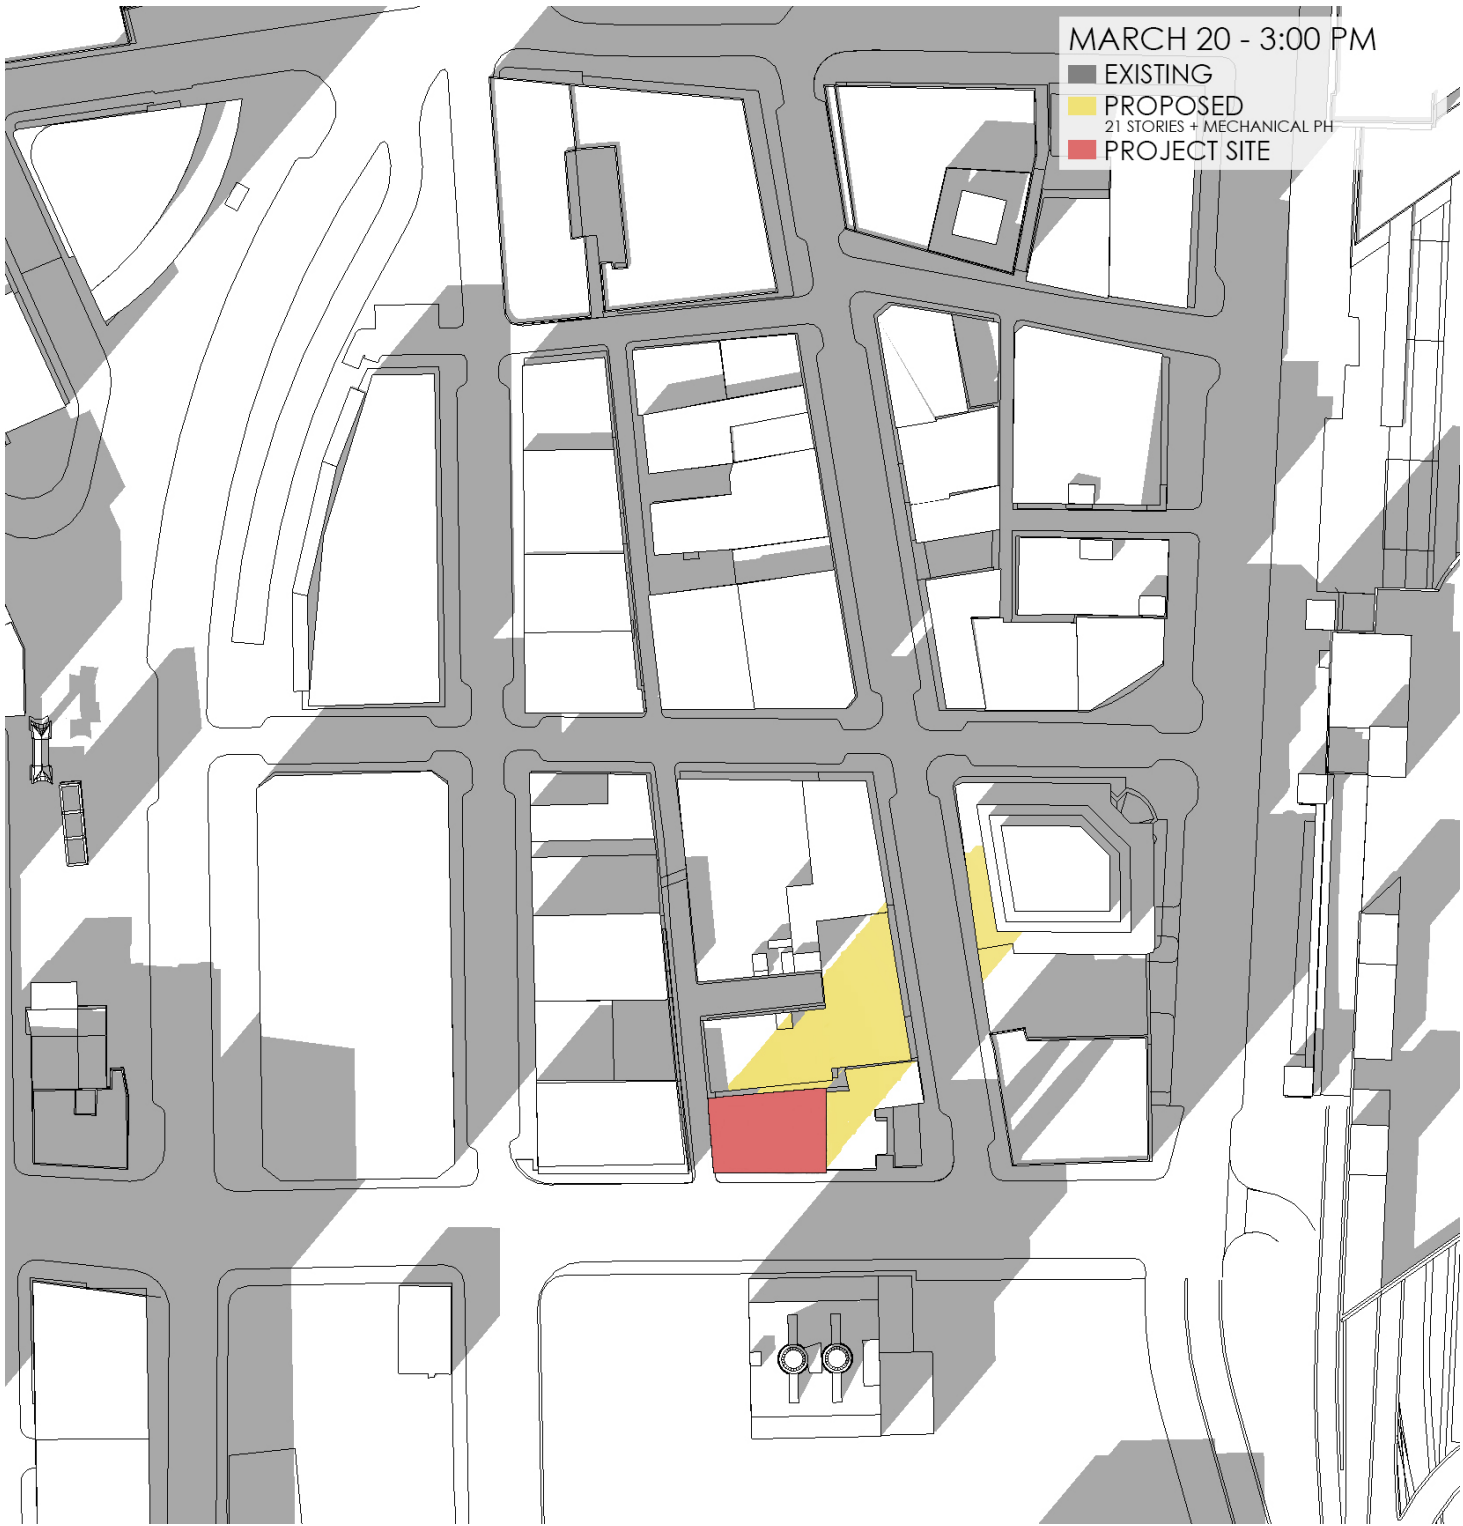 MARCH 20 - 3:00 PM
EXISTING
PROPOSED
21 STORIES + MECHANICAL PH
PROJECT SITE